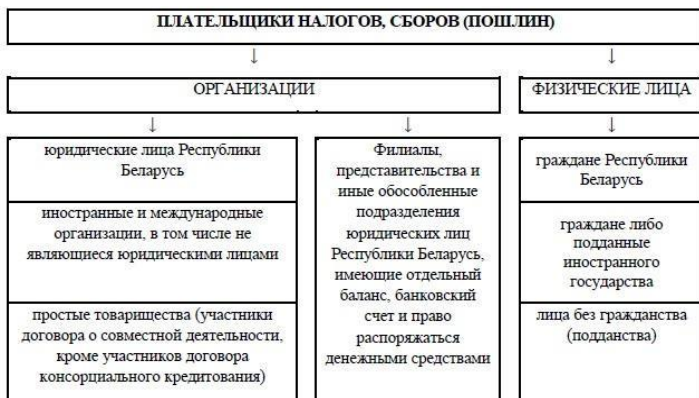 ПЛАТЕЛЬЩИКИ НАЛОГОВ, СБОРОВ (ПОШЛИН)
↓ ↓
ОРГАНИЗАЦИИ
ФИЗИЧЕСКИЕ ЛИЦА
↓ ↓ ↓
юридические лица Республики
Беларусь
иностранные и международные
организации, в том числе не
являющиеся юридическими лицами
простые товарищества (участники
договора о совместной деятельности,
кроме участников договора
консорциального кредитования)
Филиалы,
представительства и
иные обособленные
подразделения
юридических лиц
Республики Беларусь,
имеющие отдельный
баланс, банковский
счет и право
распоряжаться
денежными средствами
граждане Республики
Беларусь
граждане либо
подданные
иностранного
государства
лица без гражданства
(подданства)